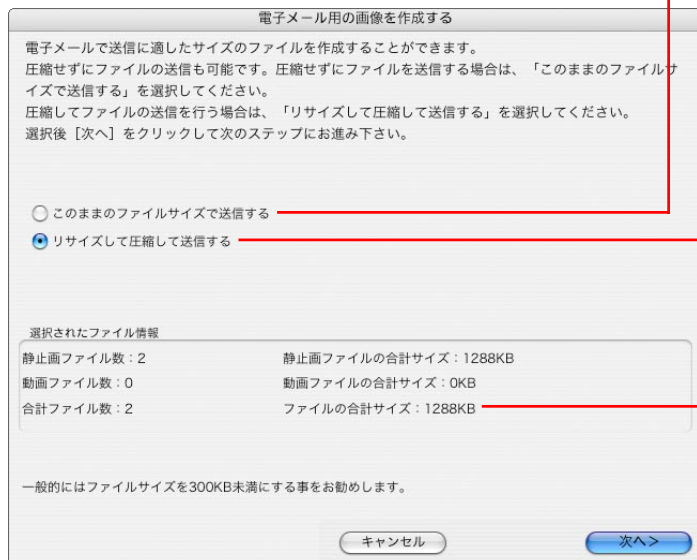 電子メール用の画像を作成する
電子メールで送信に適したサイズのファイルを作成することができます。
圧縮せずにファイルの送信も可能です。圧縮せずにファイルを送信する場合は、「このままのファイルサ
イズで送信する」を選択してください。
圧縮してファイルの送信を行う場合は、「リサイズして圧縮して送信する」を選択してください。
選択後［次へ］をクリックして次のステップにお進み下さい。
このままのファイルサイズで送信する
リサイズして圧縮して送信する
選択されたファイル情報
静止画ファイル数：2 静止画ファイルの合計サイズ：1288KB
動画ファイル数：0 動画ファイルの合計サイズ：0KB
合計ファイル数：2 ファイルの合計サイズ：1288KB
一般的にはファイルサイズを300KB未満にする事をお勧めします。
キャンセル 次へ＞